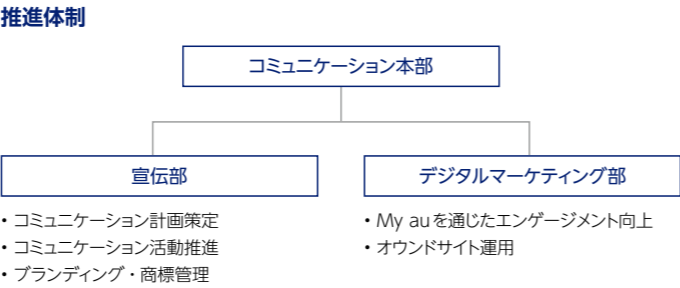 推進体制
コミュニケーション本部
宣伝部
・コミュニケーション計画策定
・コミュニケーション活動推進
・ブランディング・商標管理
デジタルマーケティング部
・My auを通じたエンゲージメント向上
・オウンドサイト運用